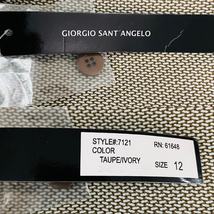 GIORGIO SANT' ANGELO
STYLE#:7121
RN: 61648
COLOR
TAUPE/IVORY
SIZE 12